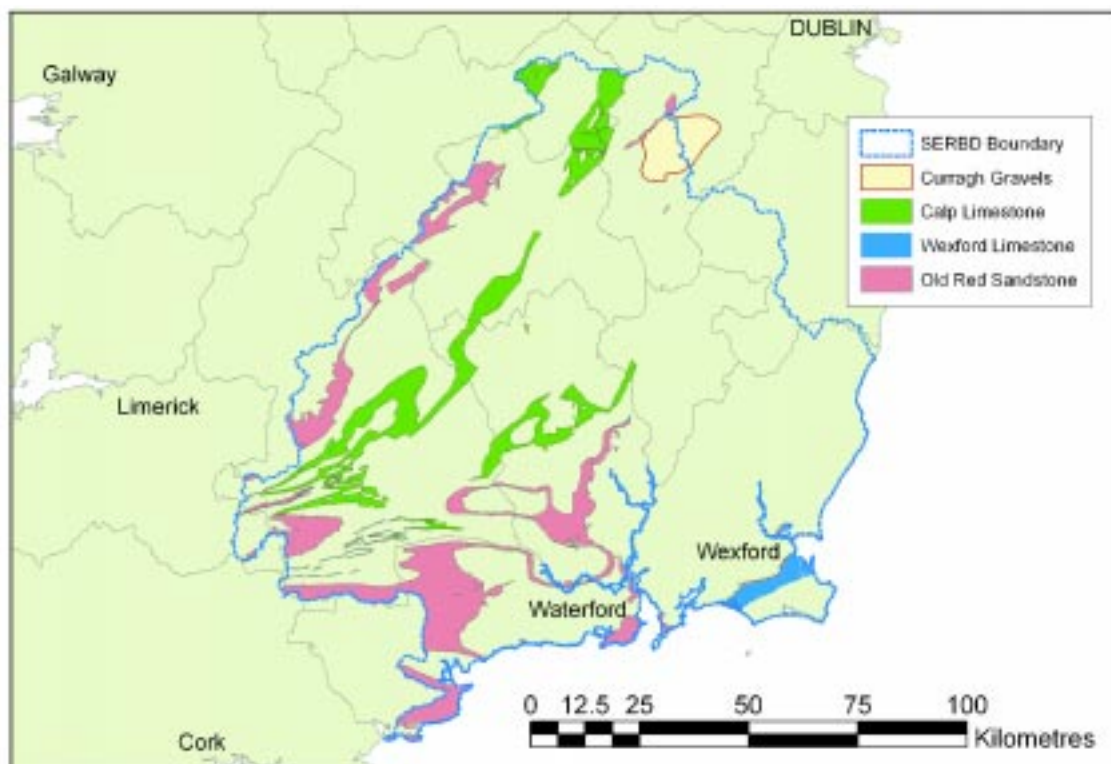 DUBLIN
Galway
SERBD Boundary
Curragh Gravels
Calp Limestone
Wexford Limestone
Old Red Sandstone
Limerick
Wexford
Waterford
0 12.5 25 50 75 100
Kilometres
Cork